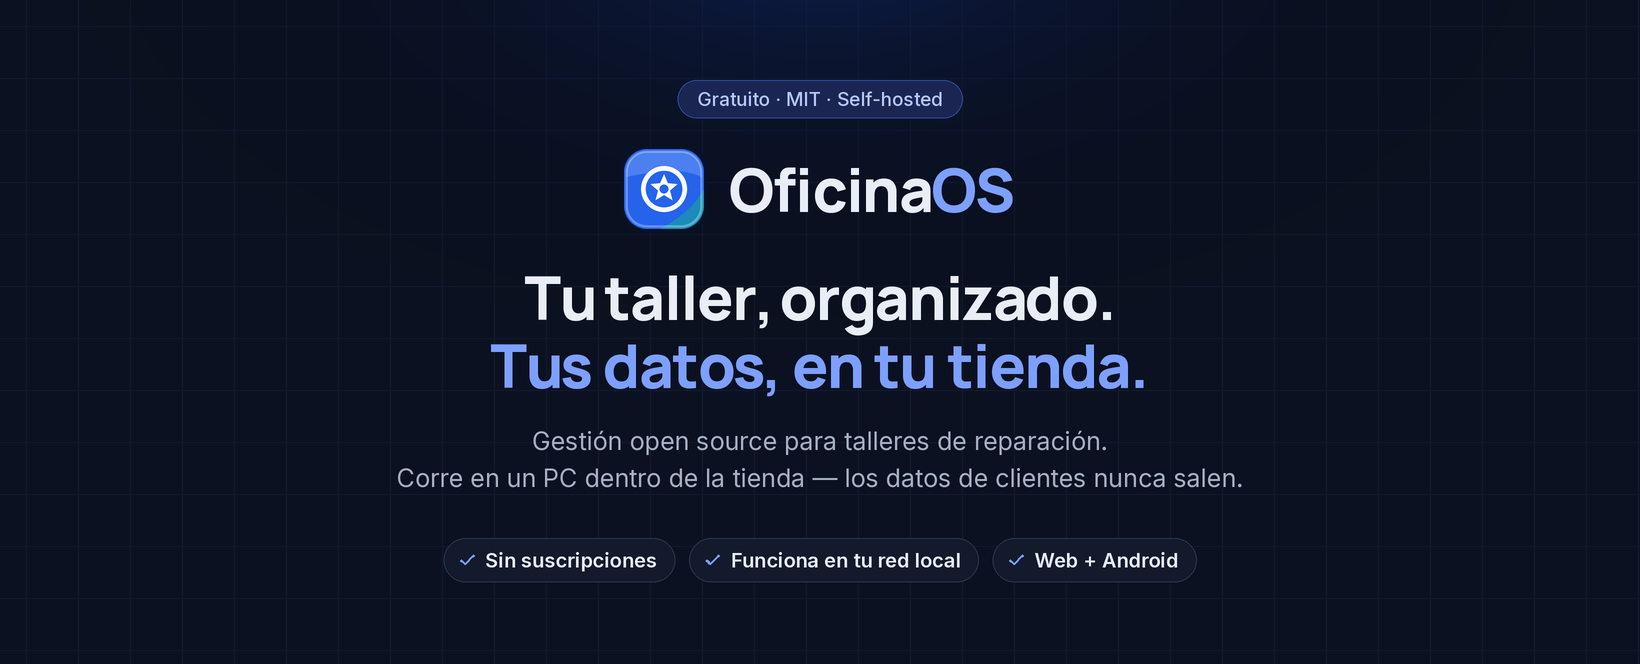 Gratuito · MIT · Self-hosted
OficinaOS
Tu taller, organizado.
Tus datos, en tu tienda.
Gestión open source para talleres de reparación.
Corre en un PC dentro de la tienda — los datos de clientes nunca salen.
Sin suscripciones
Funciona en tu red local
Web + Android